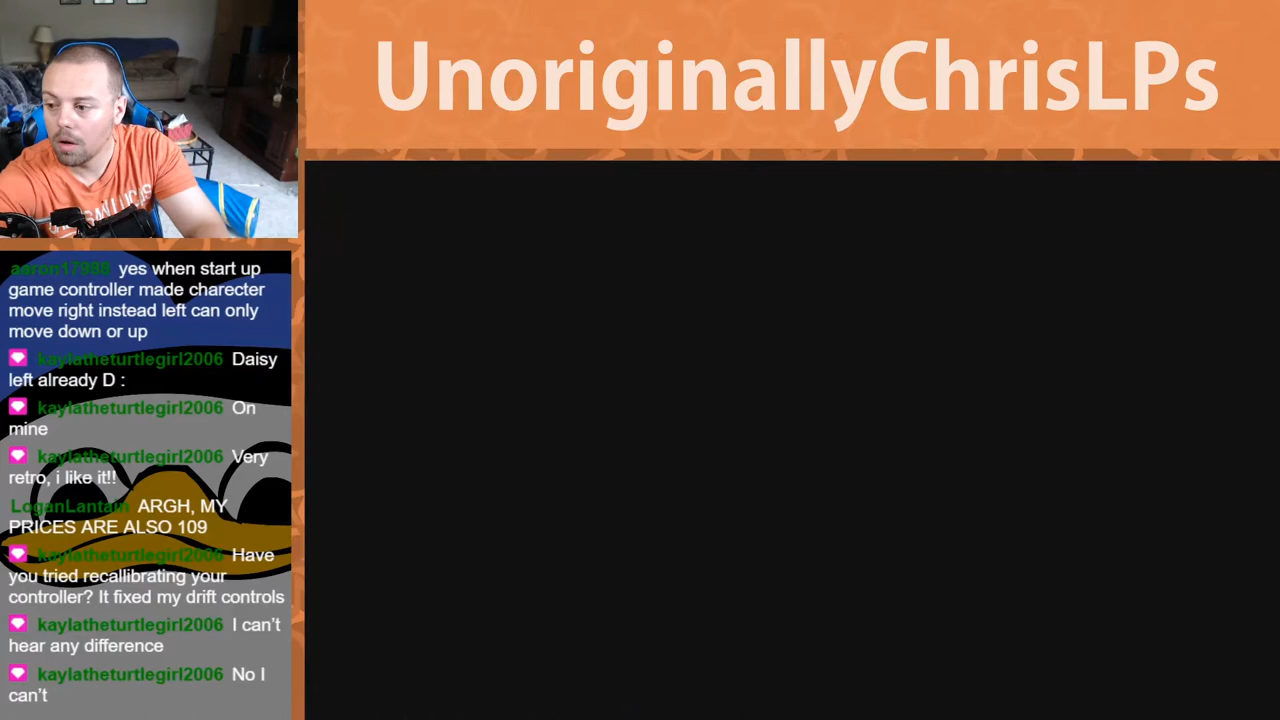 UnoriginallyChrisLPs
SAN LUCAS
aaron17988 yes when start up
game controller made charecter
move right instead left can only
move down or up
kaylatheturtlegirl2006 Daisy
left already D :
kaylatheturtlegirl2006 On
mine
kaylatheturtlegirl2006 Very
retro, i like it!!
LoganLantain ARGH, MY
PRICES ARE ALSO 109
kaylatheturtlegirl2006 Have
you tried recallibrating your
controller? It fixed my drift controls
kaylatheturtlegirl2006 I can't
hear any difference
kaylatheturtlegirl2006 No I
can't